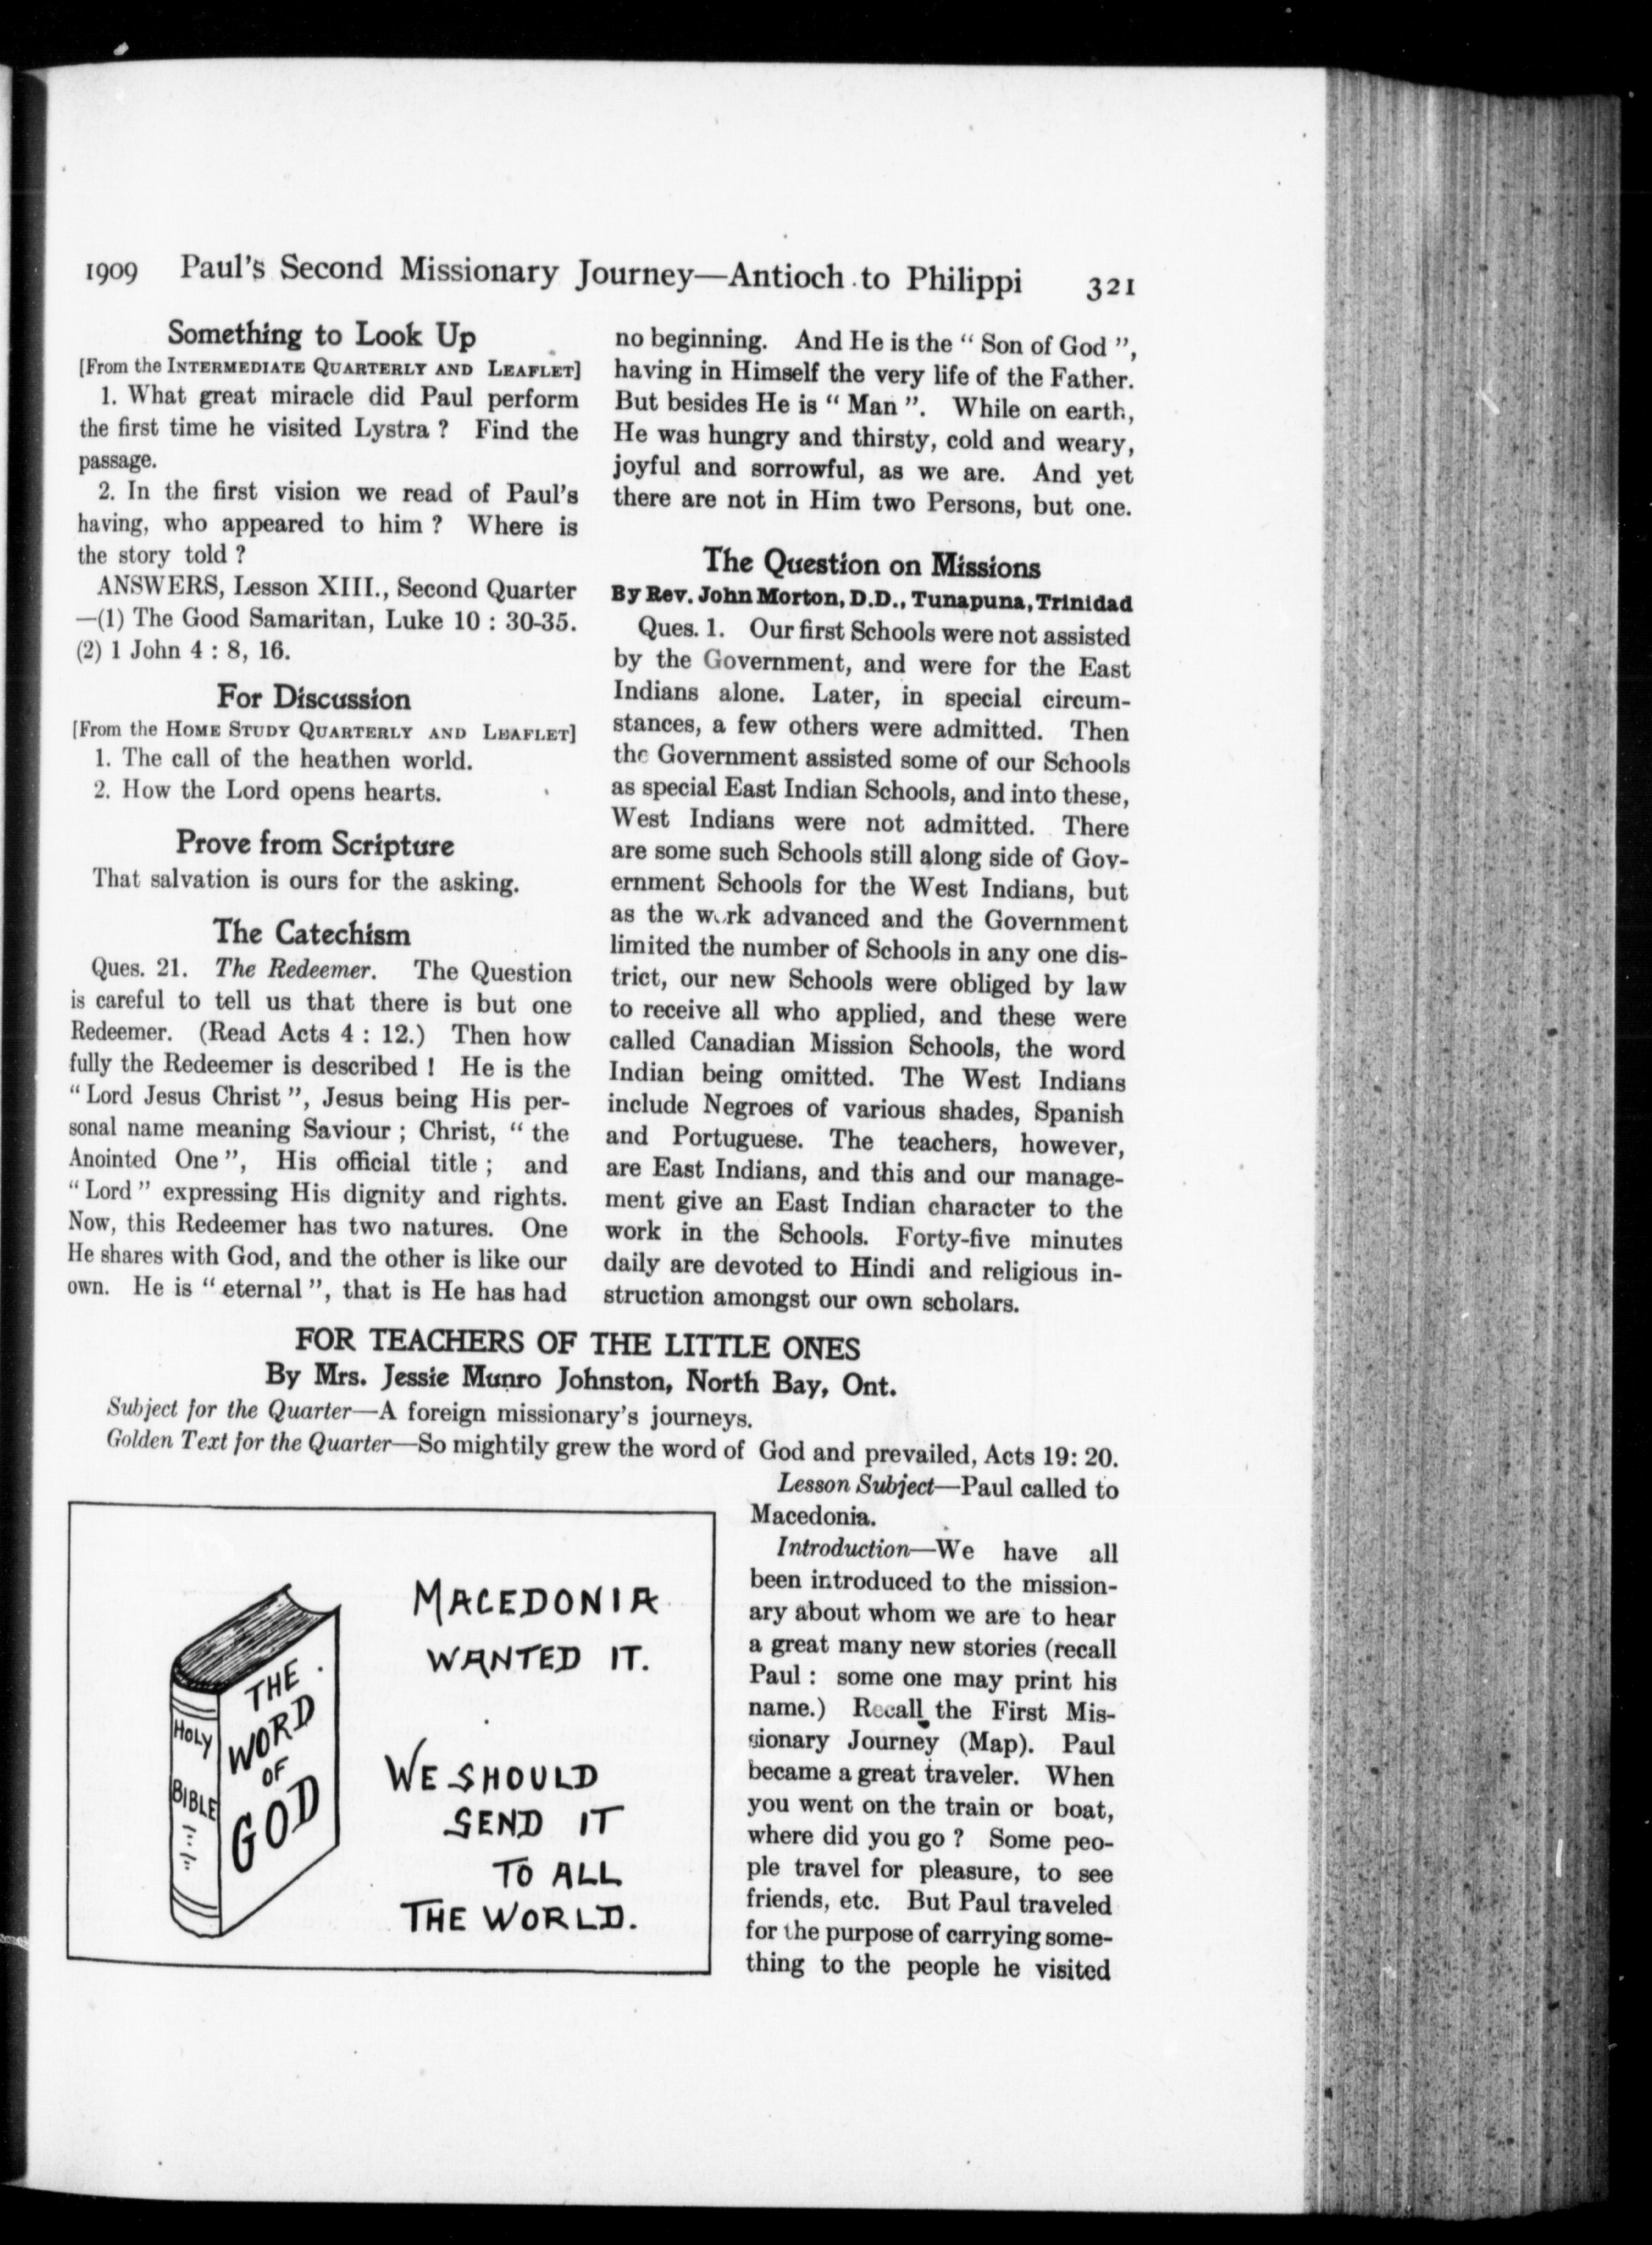 1909 Paul's Second Missionary Journey—Antioch to Philippi 321
Something to Look Up
[From the INTERMEDIATE QUARTERLY AND LEAFLET]
1. What great miracle did Paul perform
the first time he visited Lystra ? Find the
passage.
2. In the first vision we read of Paul's
having, who appeared to him ? Where is
the story told ?
ANSWERS, Lesson XIII., Second Quarter
—(1) The Good Samaritan, Luke 10 : 30-35.
(2) 1 John 4 : 8, 16.
For Discussion
[From the HOME STUDY QUARTERLY AND LEAFLET]
1. The call of the heathen world.
2. How the Lord opens hearts.
Prove from Scripture
That salvation is ours for the asking.
The Catechism
Ques. 21. The Redeemer. The Question
is careful to tell us that there is but one
Redeemer. (Read Acts 4 : 12.) Then how
fully the Redeemer is described ! He is the
" Lord Jesus Christ ", Jesus being His per-
sonal name meaning Saviour ; Christ, " the
Anointed One ", His official title ; and
" Lord " expressing His dignity and rights.
Now, this Redeemer has two natures. One
He shares with God, and the other is like our
own. He is " eternal ", that is He has had
no beginning. And He is the " Son of God ",
having in Himself the very life of the Father.
But besides He is " Man ". While on earth,
He was hungry and thirsty, cold and weary,
joyful and sorrowful, as we are. And yet
there are not in Him two Persons, but one.
The Question on Missions
By Rev. John Morton, D.D., Tunapuna, Trinidad
Ques. 1. Our first Schools were not assisted
by the Government, and were for the East
Indians alone. Later, in special circum-
stances, a few others were admitted. Then
the Government assisted some of our Schools
as special East Indian Schools, and into these,
West Indians were not admitted. There
are some such Schools still along side of Gov-
ernment Schools for the West Indians, but
as the work advanced and the Government
limited the number of Schools in any one dis-
trict, our new Schools were obliged by law
to receive all who applied, and these were
called Canadian Mission Schools, the word
Indian being omitted. The West Indians
include Negroes of various shades, Spanish
and Portuguese. The teachers, however,
are East Indians, and this and our manage-
ment give an East Indian character to the
work in the Schools. Forty-five minutes
daily are devoted to Hindi and religious in-
struction amongst our own scholars.
FOR TEACHERS OF THE LITTLE ONES
By Mrs. Jessie Munro Johnston, North Bay, Ont.
Subject for the Quarter—A foreign missionary's journeys.
Golden Text for the Quarter—So mightily grew the word of God and prevailed, Acts 19: 20.
HOLY
BIBLE
THE
WORD
OF
GOD
MACEDONIA
WANTED IT.
WE SHOULD
SEND IT
TO ALL
THE WORLD.
Lesson Subject—Paul called to
Macedonia.
Introduction—We have all
been introduced to the mission-
ary about whom we are to hear
a great many new stories (recall
Paul : some one may print his
name.) Recall the First Mis-
sionary Journey (Map). Paul
became a great traveler. When
you went on the train or boat,
where did you go ? Some peo-
ple travel for pleasure, to see
friends, etc. But Paul traveled
for the purpose of carrying some-
thing to the people he visited